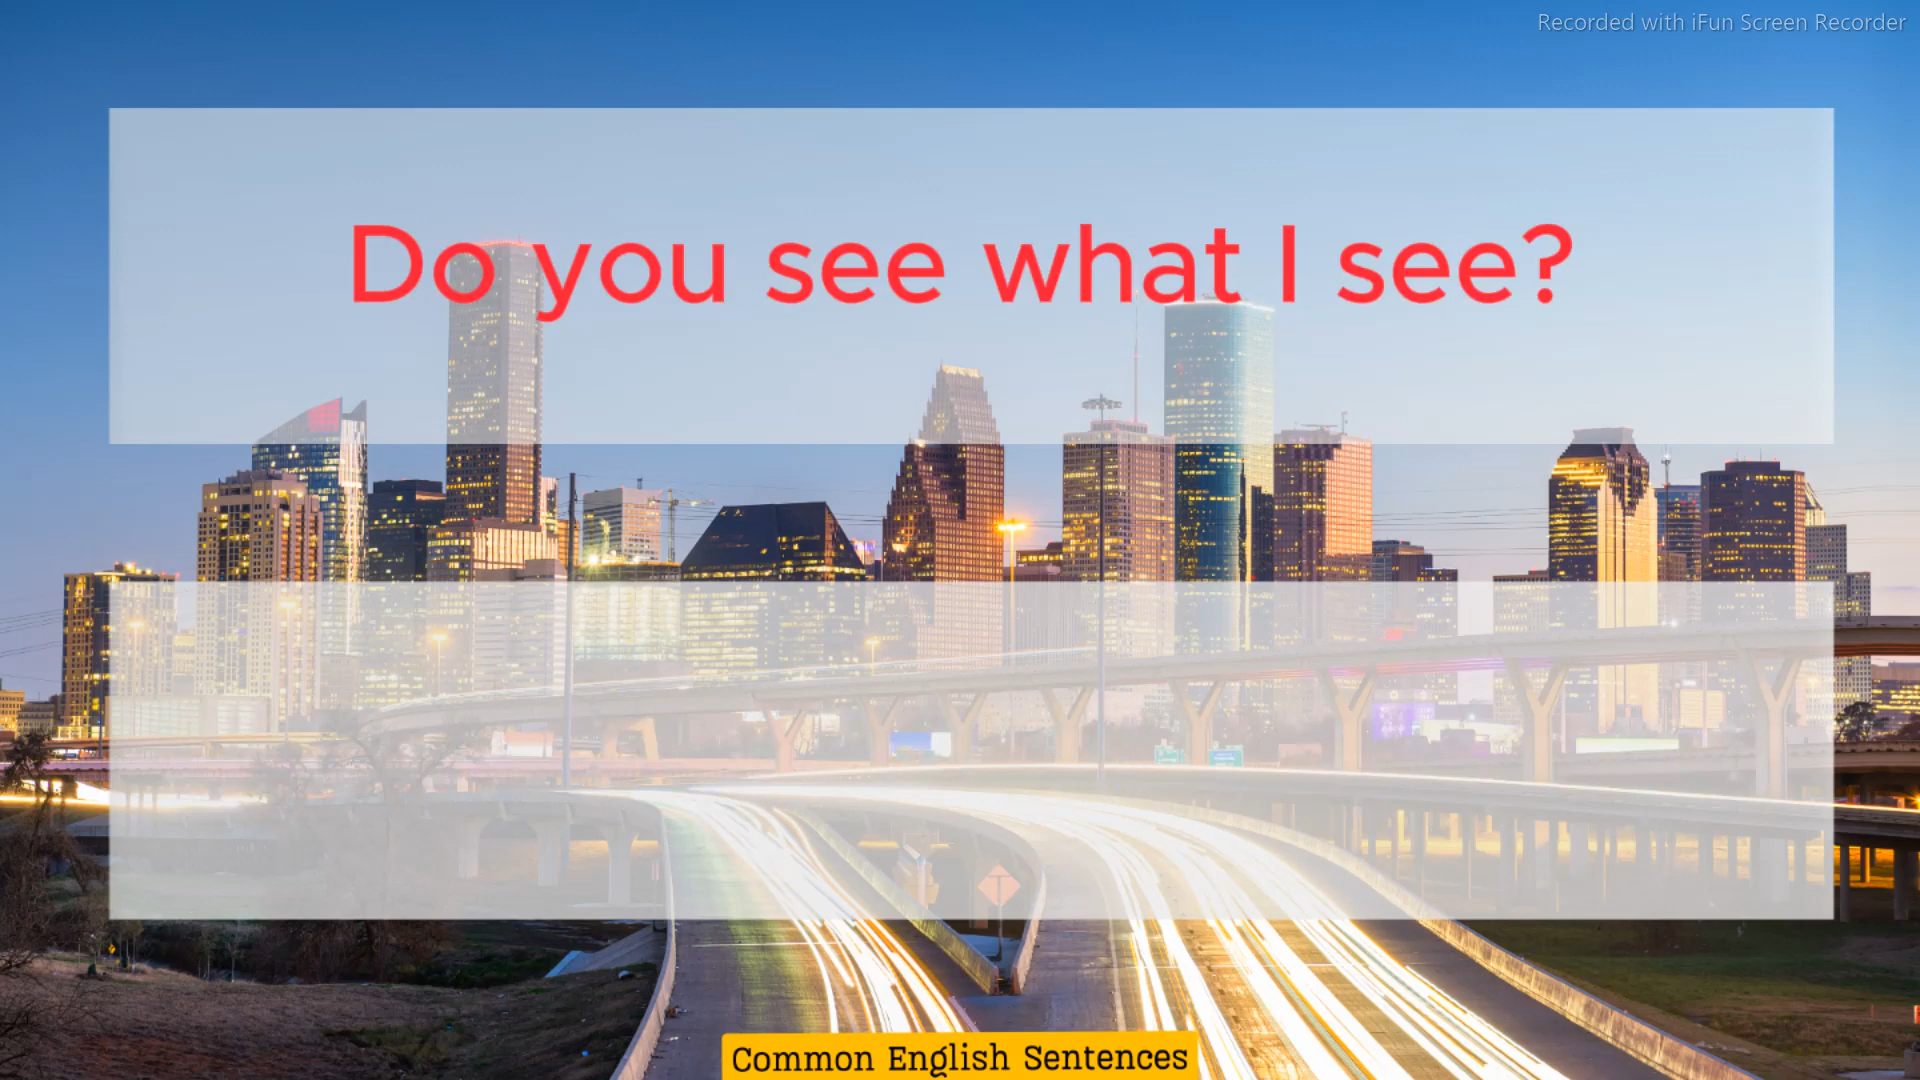 Recorded with iFun Screen Recorder
Do you see what I see?
Common English Sentences